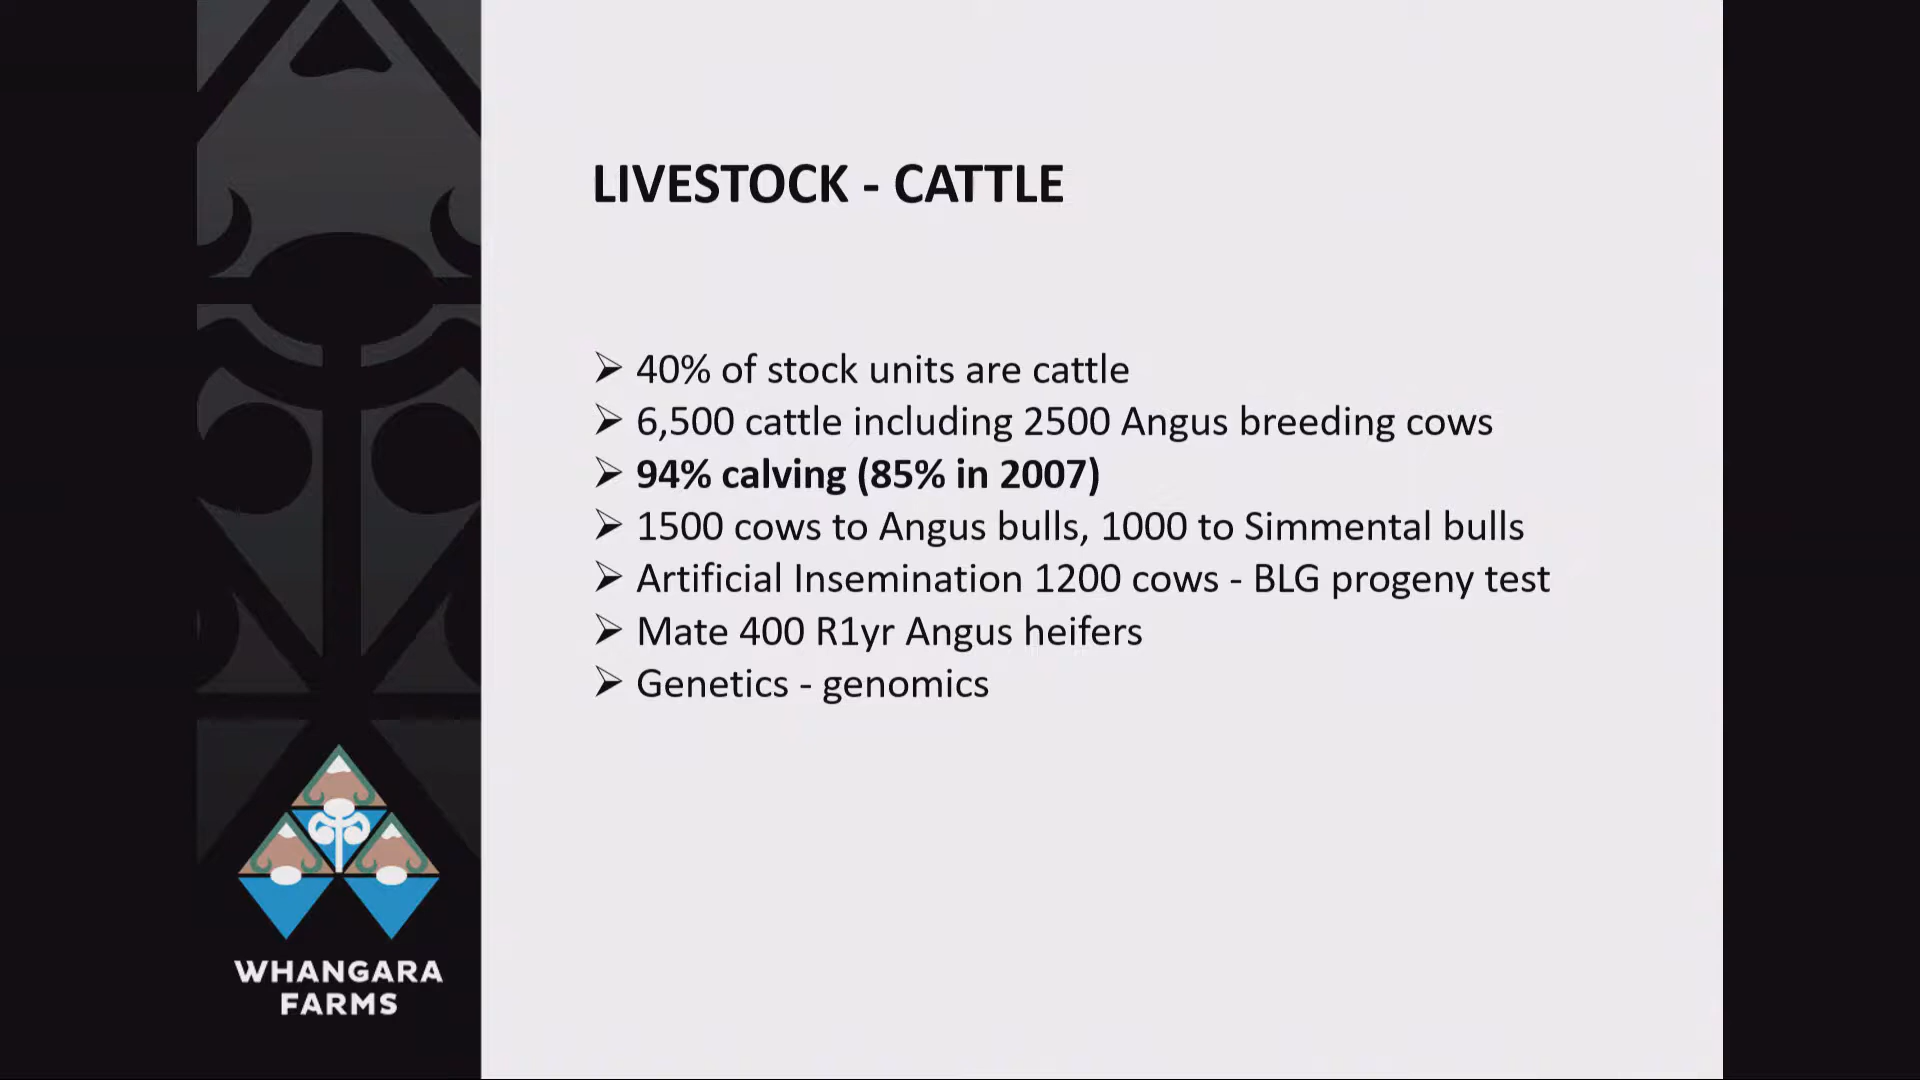 LIVESTOCK - CATTLE
➢ 40% of stock units are cattle
➢ 6,500 cattle including 2500 Angus breeding cows
➢ 94% calving (85% in 2007)
➢ 1500 cows to Angus bulls, 1000 to Simmental bulls
➢ Artificial Insemination 1200 cows - BLG progeny test
➢ Mate 400 R1yr Angus heifers
➢ Genetics - genomics
WHANGARA
FARMS